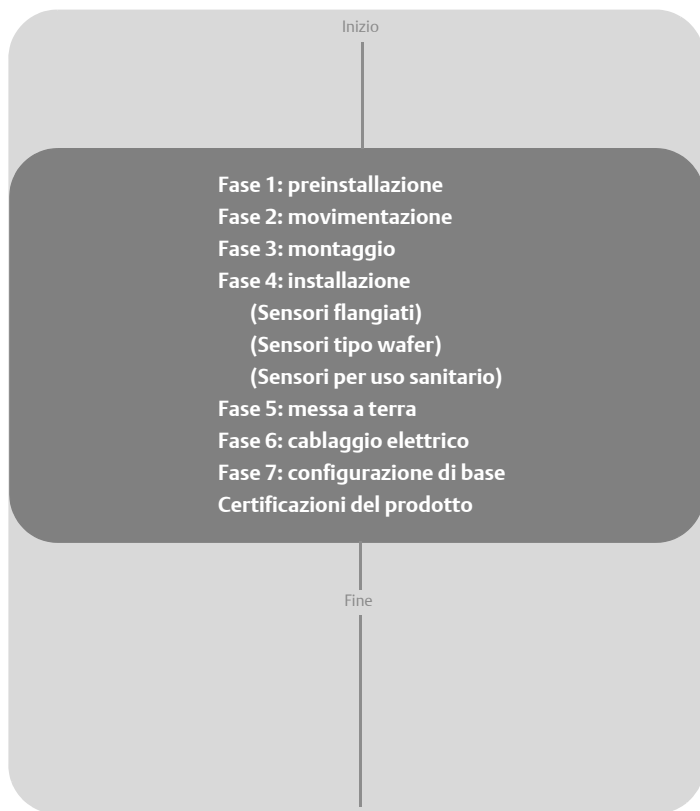 Inizio
Fase 1: preinstallazione
Fase 2: movimentazione
Fase 3: montaggio
Fase 4: installazione
(Sensori flangiati)
(Sensori tipo wafer)
(Sensori per uso sanitario)
Fase 5: messa a terra
Fase 6: cablaggio elettrico
Fase 7: configurazione di base
Certificazioni del prodotto
Fine